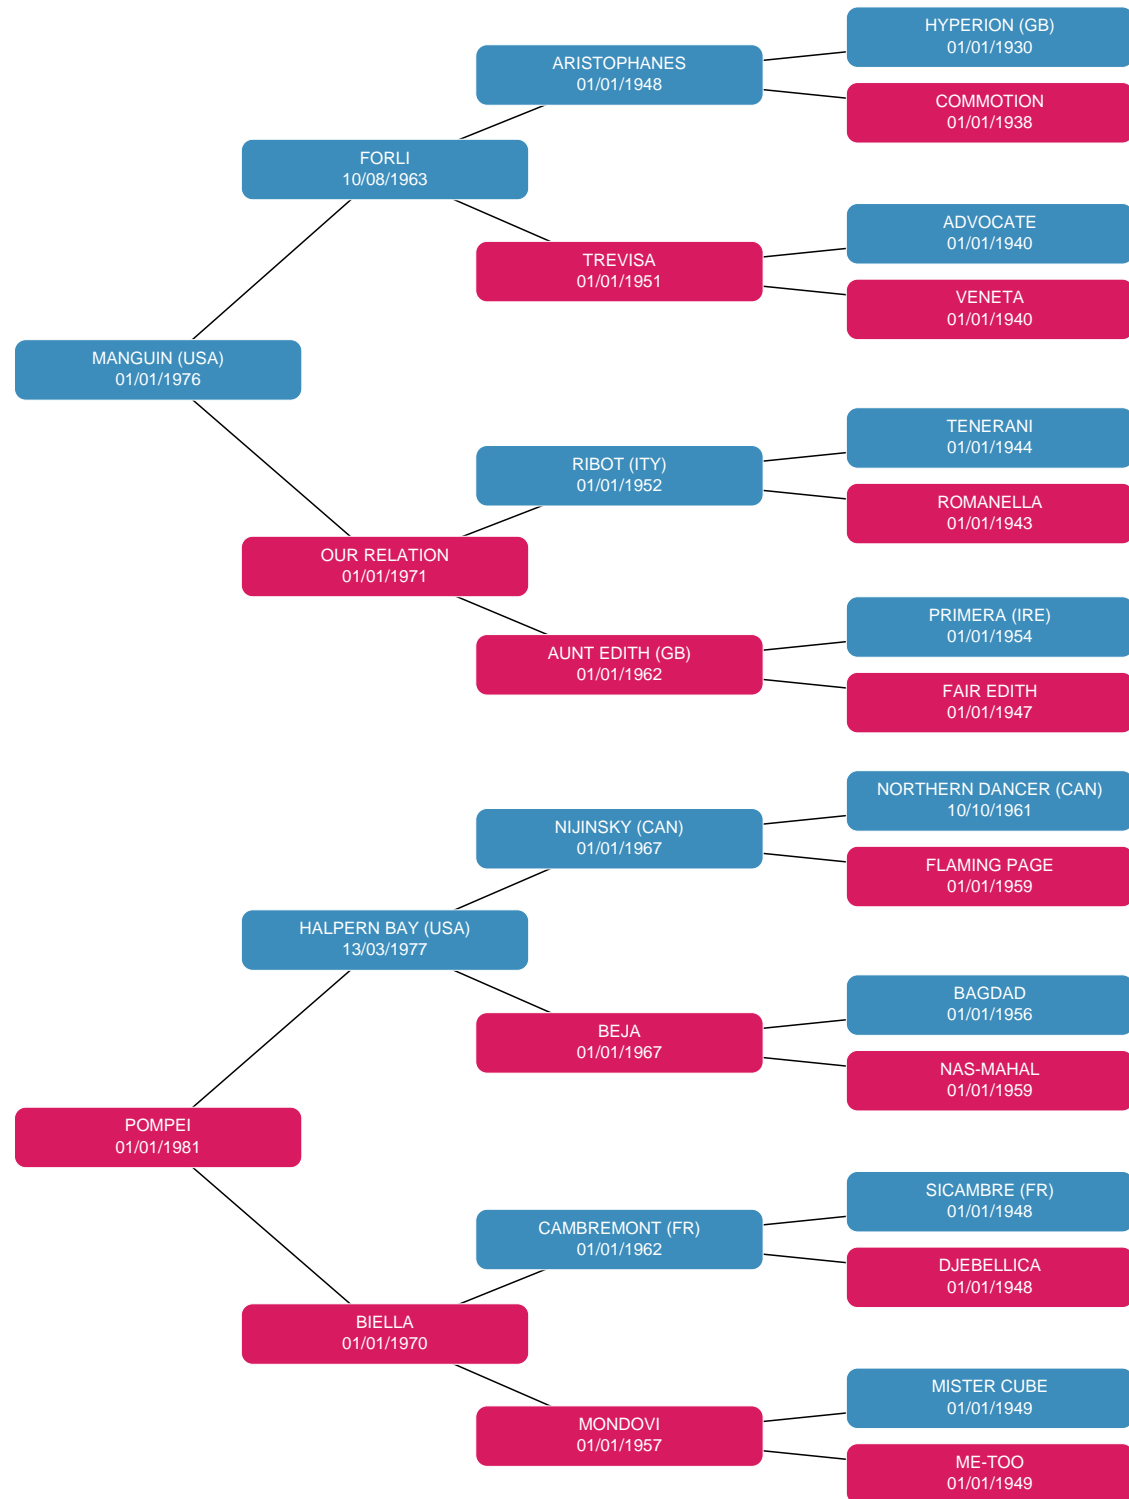 HYPERION (GB)
01/01/1930
ARISTOPHANES
01/01/1948
COMMOTION
01/01/1938
FORLI
10/08/1963
ADVOCATE
01/01/1940
TREVISA
01/01/1951
VENETA
01/01/1940
MANGUIN (USA)
01/01/1976
TENERANI
01/01/1944
RIBOT (ITY)
01/01/1952
ROMANELLA
01/01/1943
OUR RELATION
01/01/1971
PRIMERA (IRE)
01/01/1954
AUNT EDITH (GB)
01/01/1962
FAIR EDITH
01/01/1947
NORTHERN DANCER (CAN)
10/10/1961
NIJINSKY (CAN)
01/01/1967
FLAMING PAGE
01/01/1959
HALPERN BAY (USA)
13/03/1977
BAGDAD
01/01/1956
BEJA
01/01/1967
NAS-MAHAL
01/01/1959
POMPEI
01/01/1981
SICAMBRE (FR)
01/01/1948
CAMBREMONT (FR)
01/01/1962
DJEBELLICA
01/01/1948
BIELLA
01/01/1970
MISTER CUBE
01/01/1949
MONDOVI
01/01/1957
ME-TOO
01/01/1949